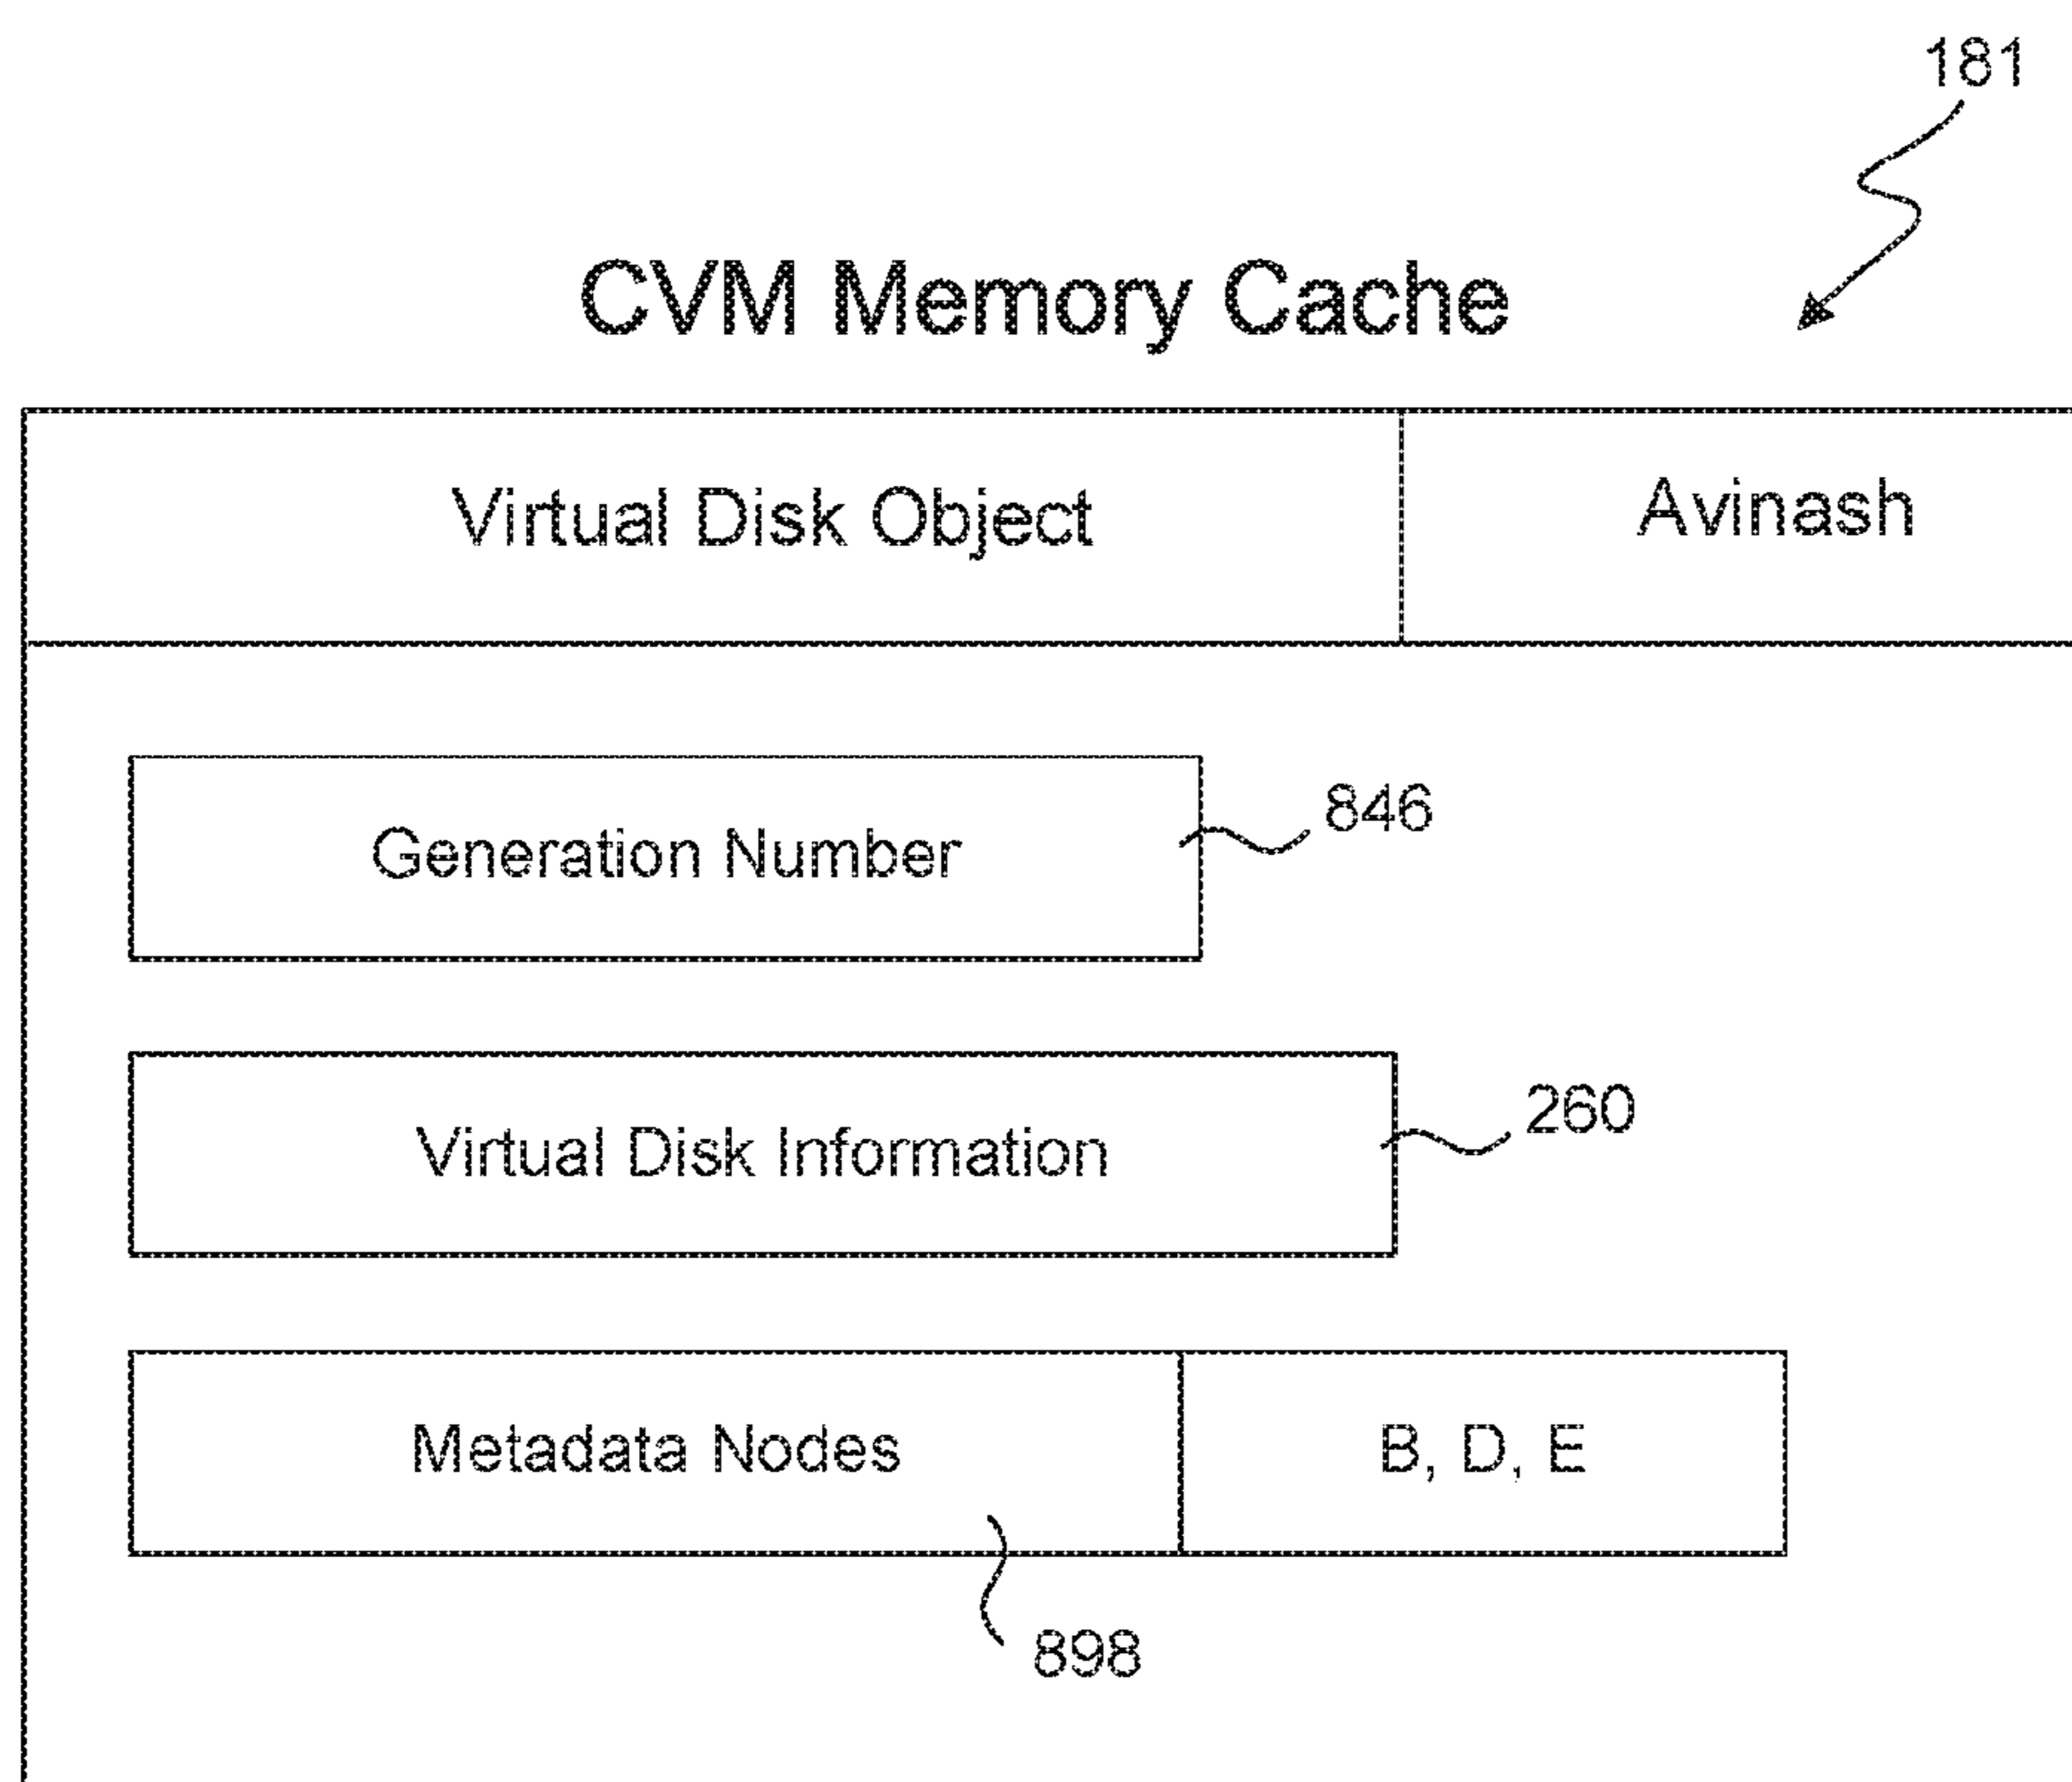 181
CVM Memory Cache
Virtual Disk Object
Avinash
Generation Number
846
Virtual Disk Information
260
Metadata Nodes
B, D, E
898